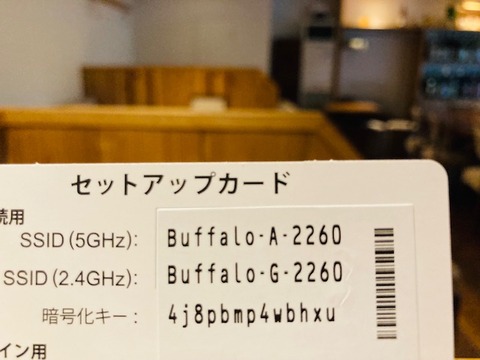 セットアップカード
続用
SSID (5GHz): Buffalo-A-2260
SSID (2.4GHz): Buffalo-G-2260
暗号化キー: 4j8pbmp4wbhxu
イン用